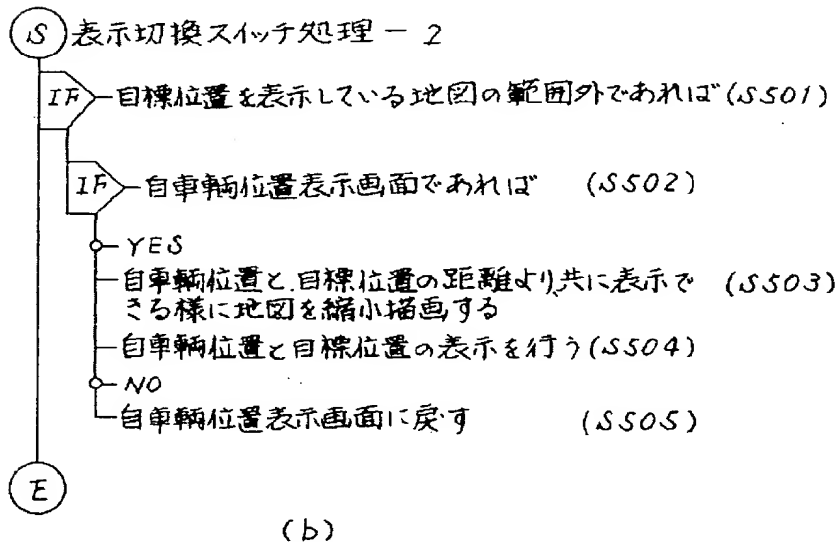 S 表示切換スイッチ処理－2
IF 目標位置を表示している地図の範囲外であれば (S501)
IF 自車輌位置表示画面であれば (S502)
YES
自車輌位置と、目標位置の距離より、共に表示で (S503)
きる様に地図を縮小描画する
自車輌位置と目標位置の表示を行う (S504)
NO
自車輌位置表示画面に戻す (S505)
E
(b)